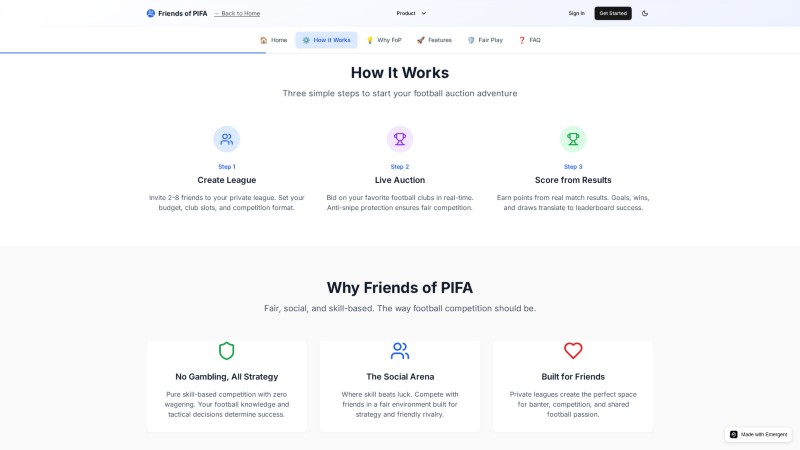 Friends of PIFA
← Back to Home
Product
Sign In
Get Started
Home
How it Works
Why FoP
Features
Fair Play
FAQ
How It Works
Three simple steps to start your football auction adventure
Step 1
Create League
Invite 2-8 friends to your private league. Set your
budget, club slots, and competition format.
Step 2
Live Auction
Bid on your favorite football clubs in real-time.
Anti-snipe protection ensures fair competition.
Step 3
Score from Results
Earn points from real match results. Goals, wins,
and draws translate to leaderboard success.
Why Friends of PIFA
Fair, social, and skill-based. The way football competition should be.
No Gambling, All Strategy
Pure skill-based competition with zero
wagering. Your football knowledge and
tactical decisions determine success.
The Social Arena
Where skill beats luck. Compete with
friends in a fair environment built for
strategy and friendly rivalry.
Built for Friends
Private leagues create the perfect space
for banter, competition, and shared
football passion.
Made with Emergent